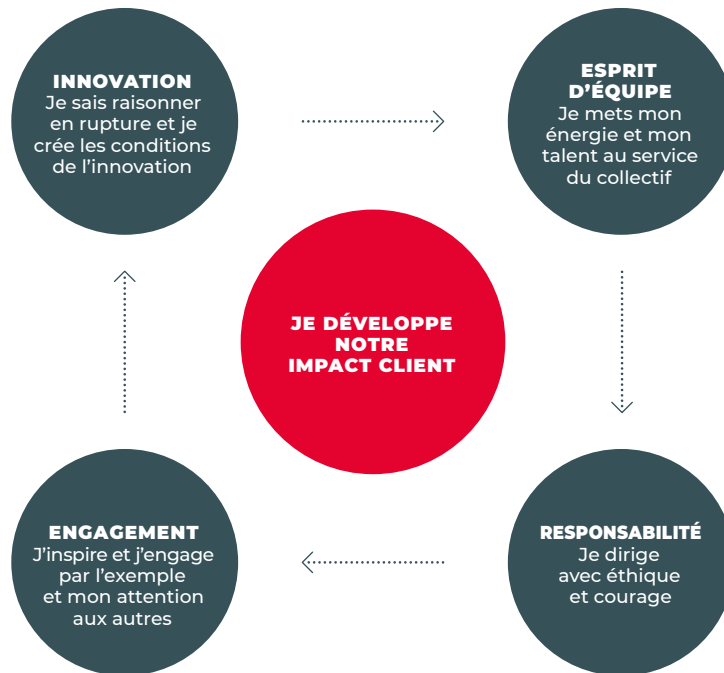 INNOVATION
Je sais raisonner
en rupture et je
crée les conditions
de l’innovation
ESPRIT
D’ÉQUIPE
Je mets mon
énergie et mon
talent au service
du collectif
JE DÉVELOPPE
NOTRE
IMPACT CLIENT
ENGAGEMENT
J’inspire et j’engage
par l’exemple
et mon attention
aux autres
RESPONSABILITÉ
Je dirige
avec éthique
et courage